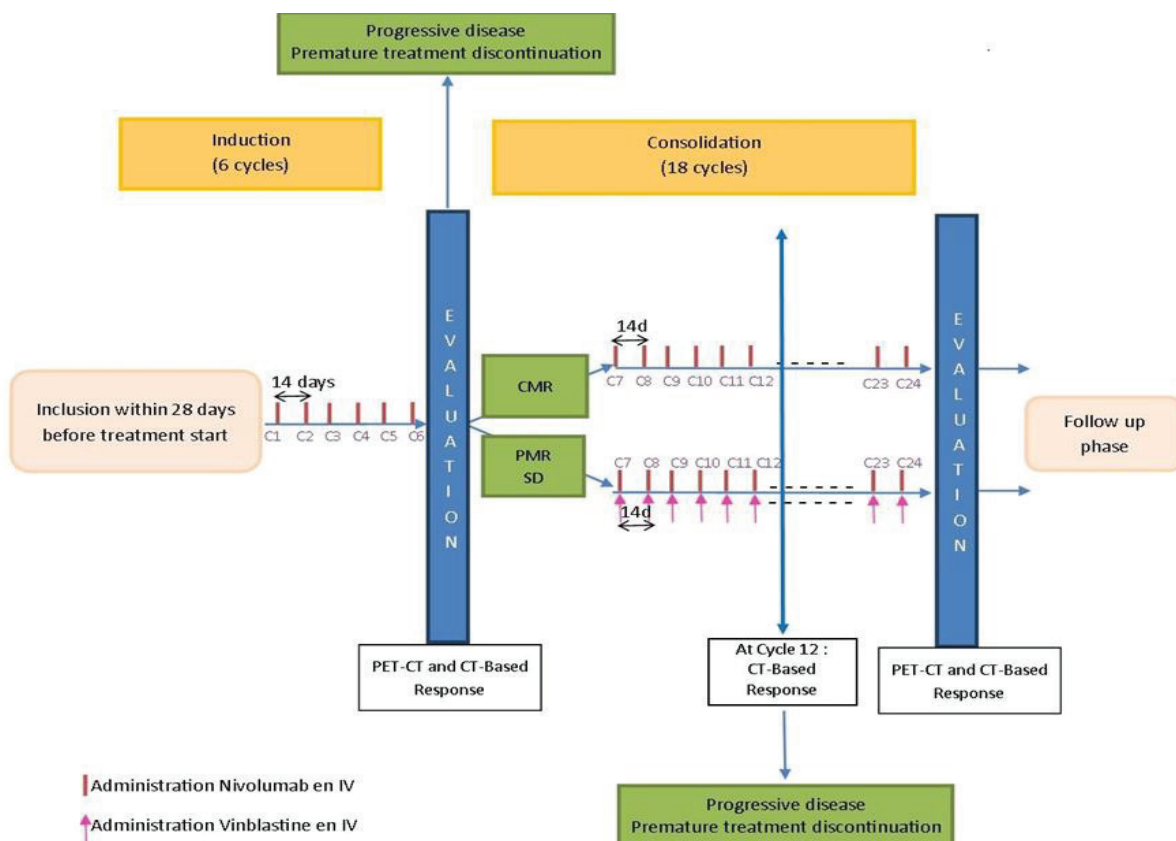 Progressive disease
Premature treatment discontinuation
Induction
(6 cycles)
Consolidation
(18 cycles)
EVALUATION
EVALUATION
Inclusion within 28 days
before treatment start
14 days
C1 C2 C3 C4 C5 C6
CMR
PMR
SD
14d
C7 C8 C9 C10 C11 C12
C23 C24
C7 C8 C9 C10 C11 C12
C23 C24
14d
Follow up
phase
PET-CT and CT-Based
Response
At Cycle 12 :
CT-Based
Response
PET-CT and CT-Based
Response
Administration Nivolumab en IV
Administration Vinblastine en IV
Progressive disease
Premature treatment discontinuation